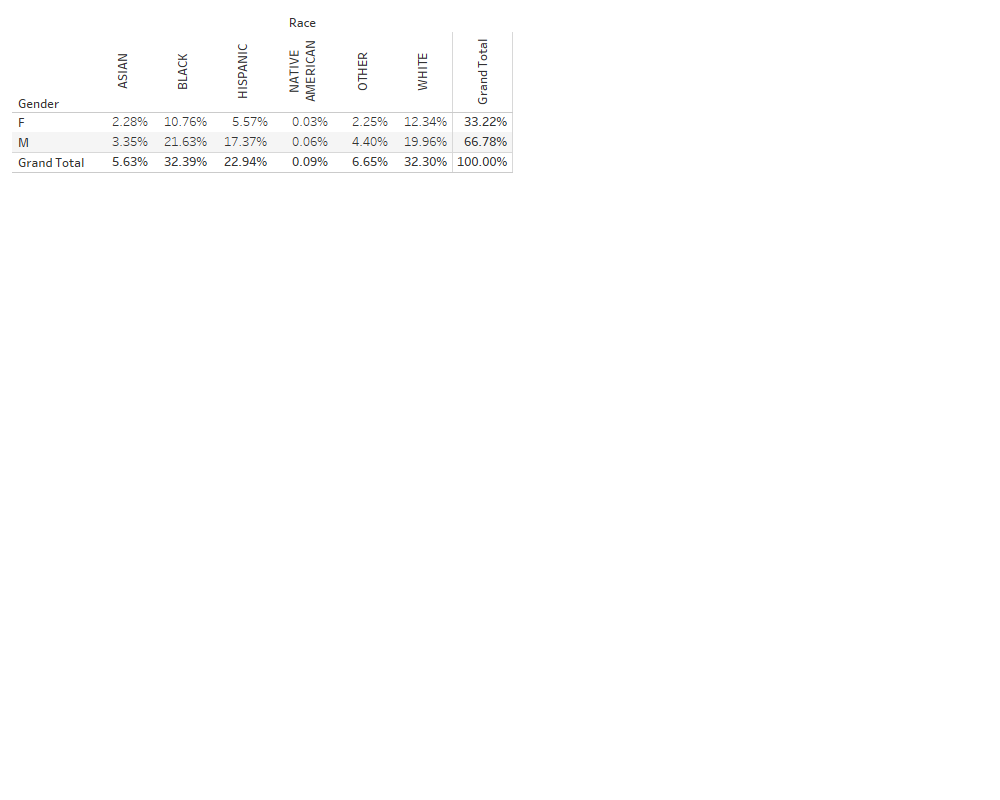 Race
Gender ASIAN BLACK HISPANIC NATIVE AMERICAN OTHER WHITE Grand Total
F 2.28% 10.76% 5.57% 0.03% 2.25% 12.34% 33.22%
M 3.35% 21.63% 17.37% 0.06% 4.40% 19.96% 66.78%
Grand Total 5.63% 32.39% 22.94% 0.09% 6.65% 32.30% 100.00%